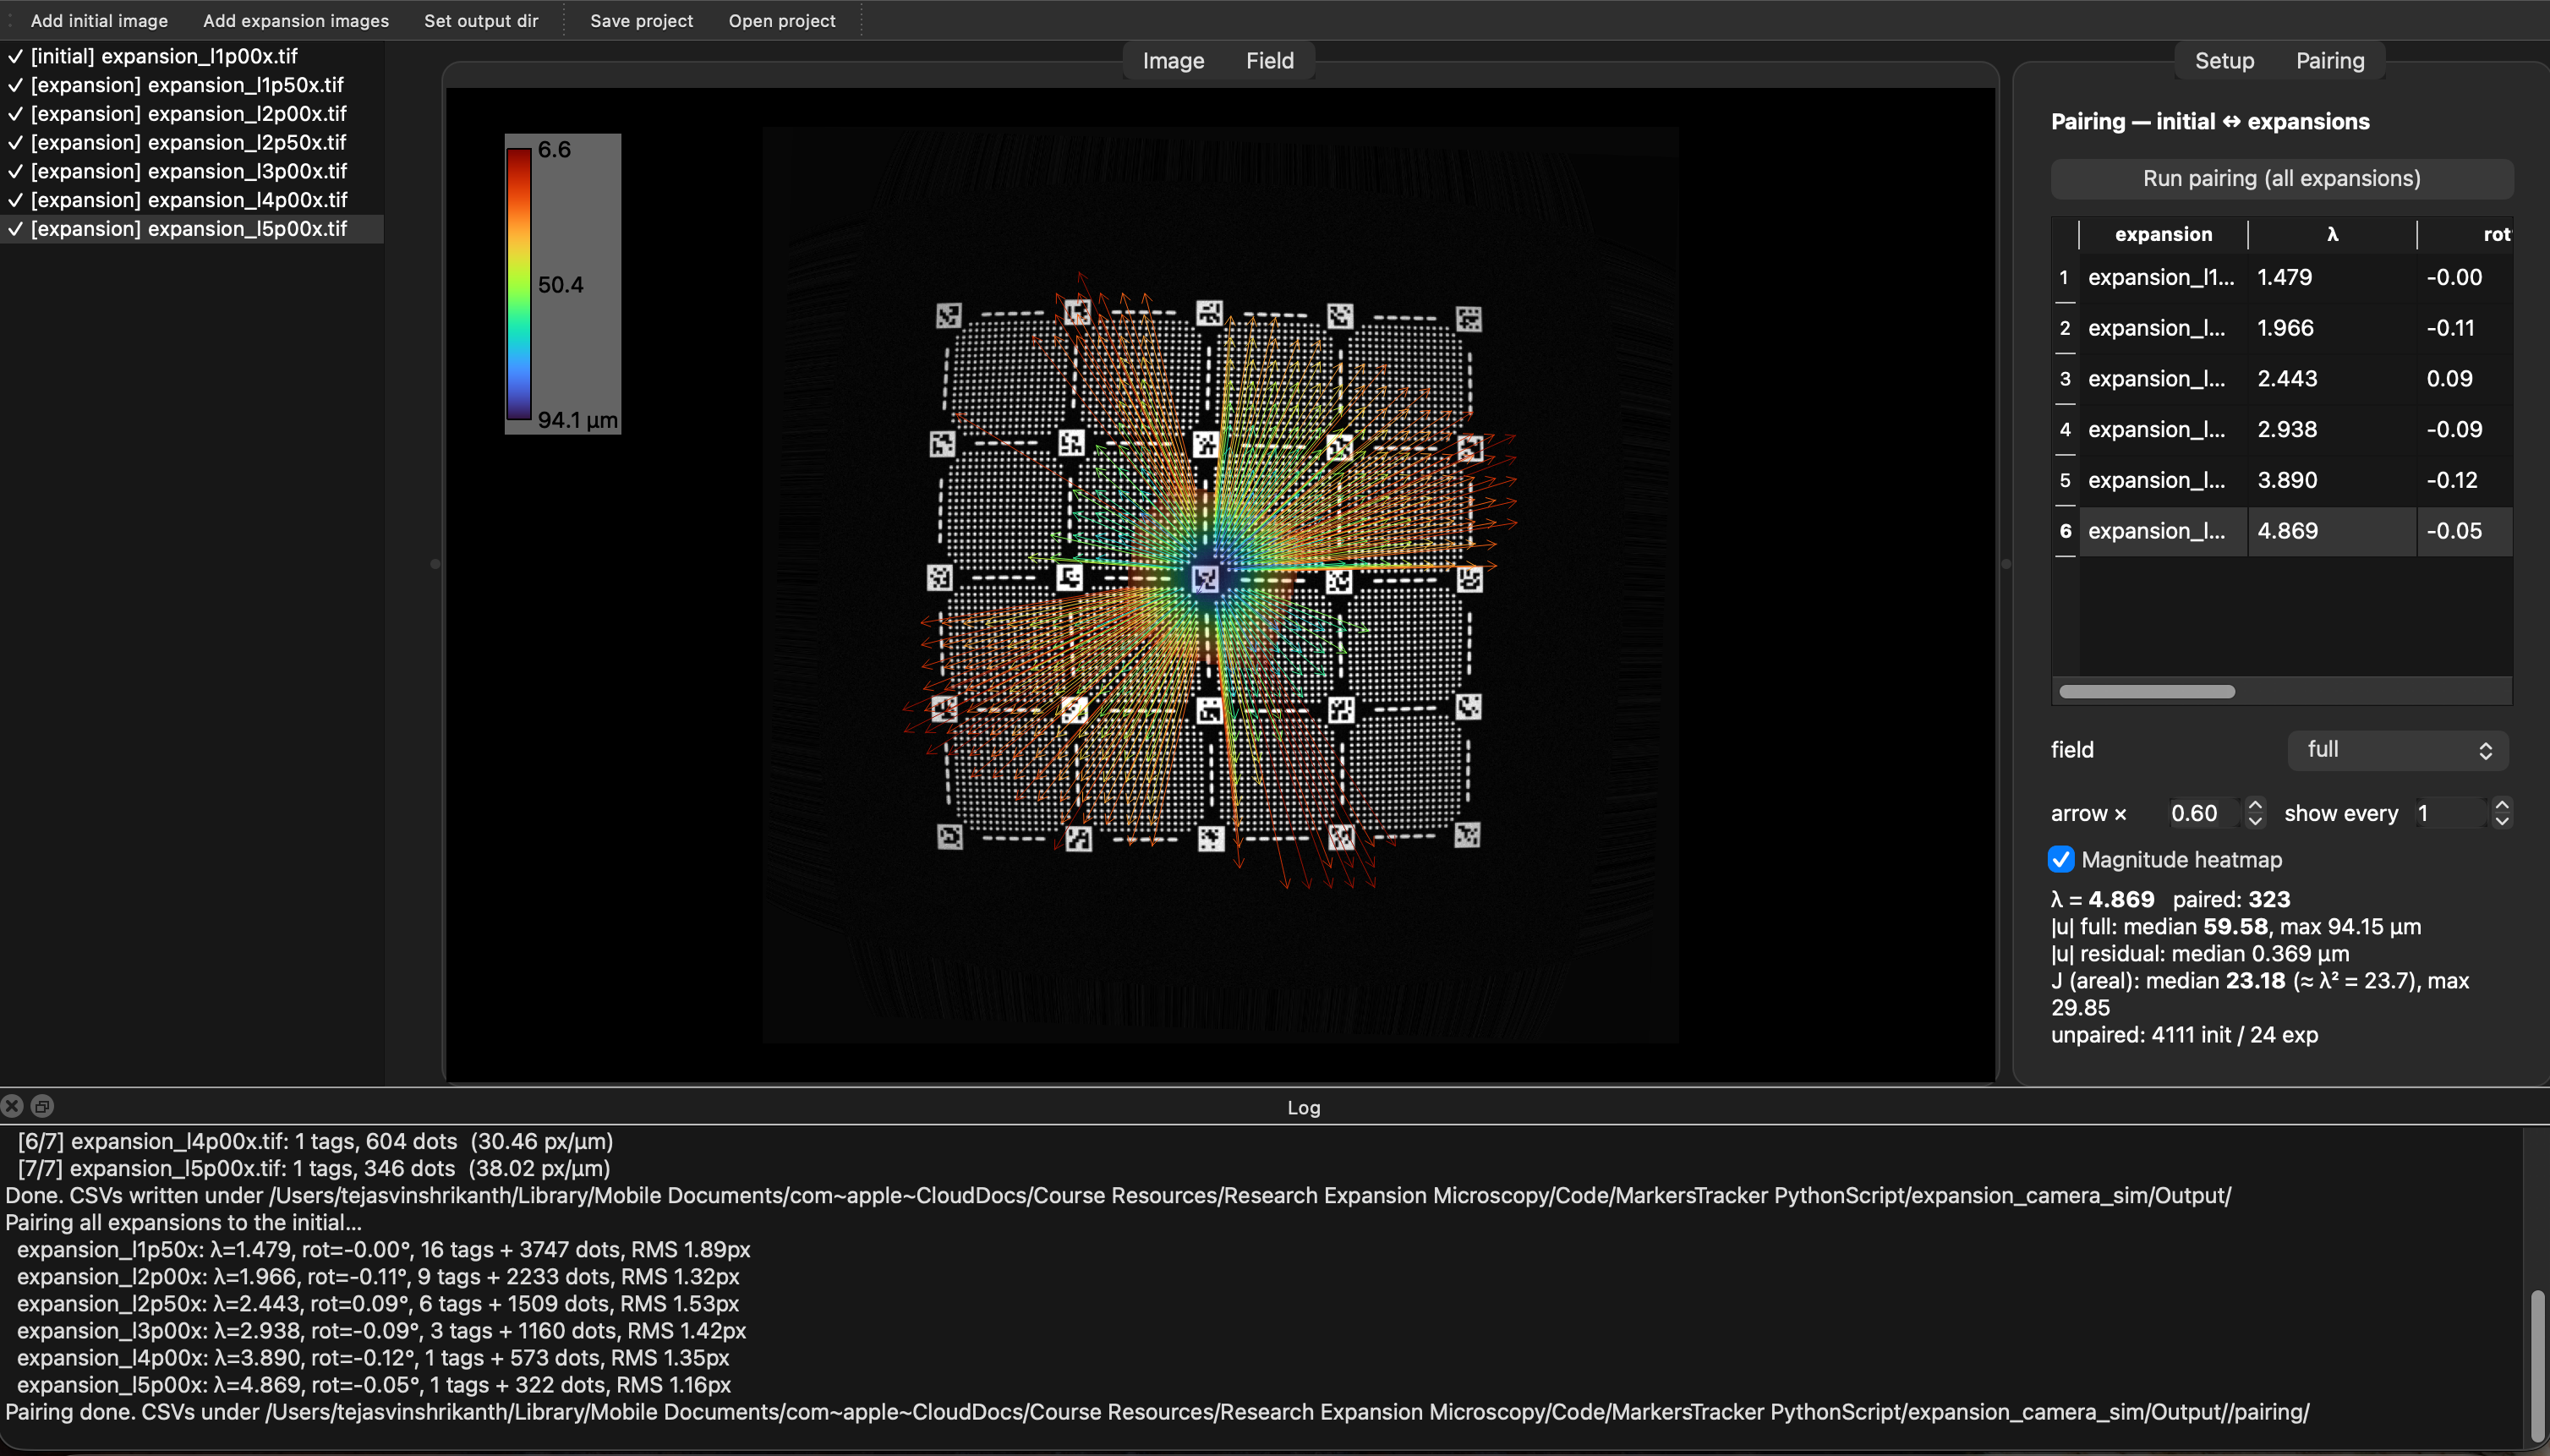 Add initial image Add expansion images Set output dir Save project Open project
✓ [initial] expansion_l1p00x.tif
✓ [expansion] expansion_l1p50x.tif
✓ [expansion] expansion_l2p00x.tif
✓ [expansion] expansion_l2p50x.tif
✓ [expansion] expansion_l3p00x.tif
✓ [expansion] expansion_l4p00x.tif
✓ [expansion] expansion_l5p00x.tif
Image Field
6.6
50.4
94.1 µm
Setup Pairing
Pairing — initial ↔ expansions
Run pairing (all expansions)
expansion λ rot
1 expansion_l1... 1.479 -0.00
2 expansion_l... 1.966 -0.11
3 expansion_l... 2.443 0.09
4 expansion_l... 2.938 -0.09
5 expansion_l... 3.890 -0.12
6 expansion_l... 4.869 -0.05
field full
arrow × 0.60 show every 1
Magnitude heatmap
λ = 4.869 paired: 323
|u| full: median 59.58, max 94.15 µm
|u| residual: median 0.369 µm
J (areal): median 23.18 (≈ λ² = 23.7), max
29.85
unpaired: 4111 init / 24 exp
Log
[6/7] expansion_l4p00x.tif: 1 tags, 604 dots (30.46 px/µm)
[7/7] expansion_l5p00x.tif: 1 tags, 346 dots (38.02 px/µm)
Done. CSVs written under /Users/tejasvinshrikanth/Library/Mobile Documents/com~apple~CloudDocs/Course Resources/Research Expansion Microscopy/Code/MarkersTracker PythonScript/expansion_camera_sim/Output/
Pairing all expansions to the initial...
expansion_l1p50x: λ=1.479, rot=-0.00°, 16 tags + 3747 dots, RMS 1.89px
expansion_l2p00x: λ=1.966, rot=-0.11°, 9 tags + 2233 dots, RMS 1.32px
expansion_l2p50x: λ=2.443, rot=0.09°, 6 tags + 1509 dots, RMS 1.53px
expansion_l3p00x: λ=2.938, rot=-0.09°, 3 tags + 1160 dots, RMS 1.42px
expansion_l4p00x: λ=3.890, rot=-0.12°, 1 tags + 573 dots, RMS 1.35px
expansion_l5p00x: λ=4.869, rot=-0.05°, 1 tags + 322 dots, RMS 1.16px
Pairing done. CSVs under /Users/tejasvinshrikanth/Library/Mobile Documents/com~apple~CloudDocs/Course Resources/Research Expansion Microscopy/Code/MarkersTracker PythonScript/expansion_camera_sim/Output//pairing/